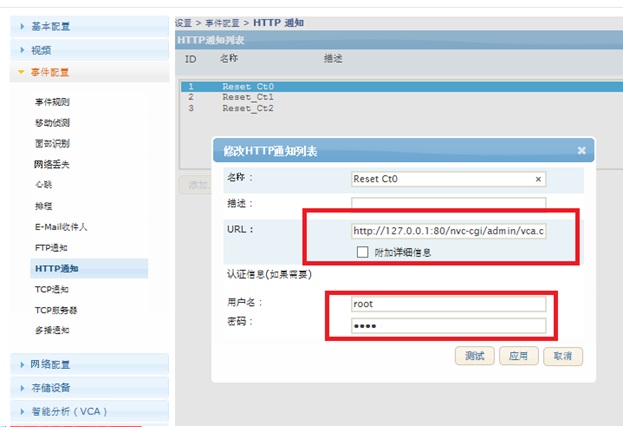 基本配置
视频
事件配置
事件规则
移动侦测
面部识别
网络丢失
心跳
排程
E-Mail收件人
FTP通知
HTTP通知
TCP通知
TCP服务器
多播通知
网络配置
存储设备
智能分析（VCA）
设置 > 事件配置 > HTTP 通知
HTTP通知列表
ID 名称 描述
1 Reset Ct0
2 Reset_Ct1
3 Reset_Ct2
添加
修改HTTP通知列表
名称： Reset Ct0
描述：
URL： http://127.0.0.1:80/nvc-cgi/admin/vca.c
附加详细信息
认证信息(如果需要)
用户名： root
密码： ••••
测试 应用 取消